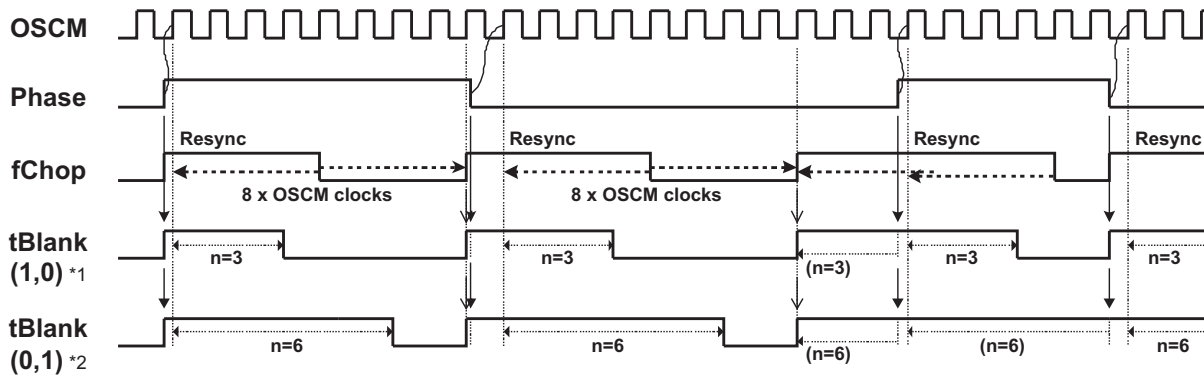 OSCM
Phase
Resync Resync Resync Resync
fChop
8 x OSCM clocks 8 x OSCM clocks
tBlank
(1,0) *1
n=3 n=3 (n=3) n=3 n=3
tBlank
(0,1) *2
n=6 n=6 (n=6) (n=6) n=6